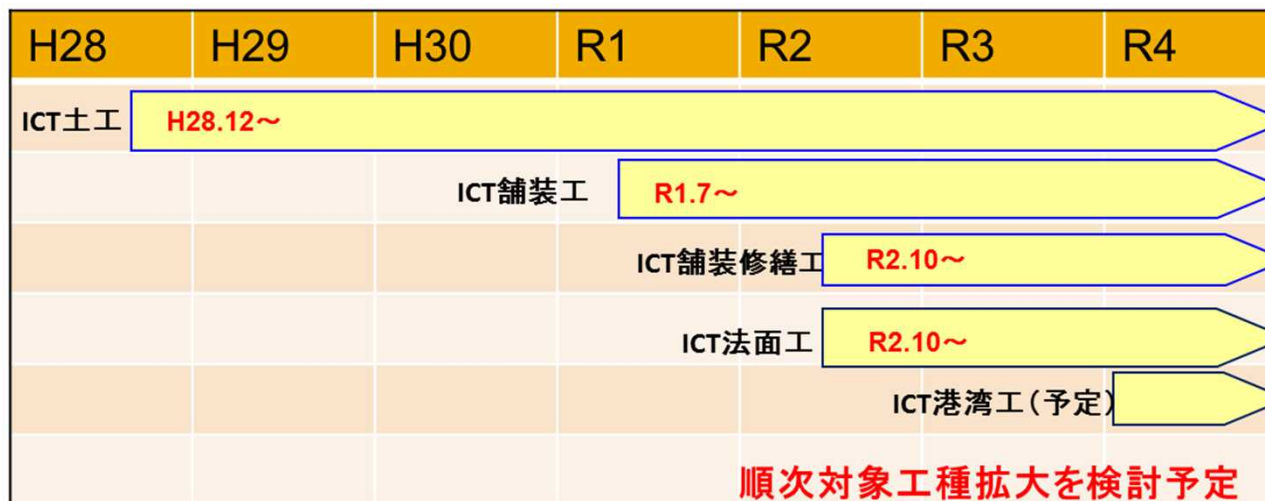 H28 H29 H30 R1 R2 R3 R4
ICT土工 H28.12～
ICT舗装工 R1.7～
ICT舗装修繕工 R2.10～
ICT法面工 R2.10～
ICT港湾工（予定）
順次対象工種拡大を検討予定